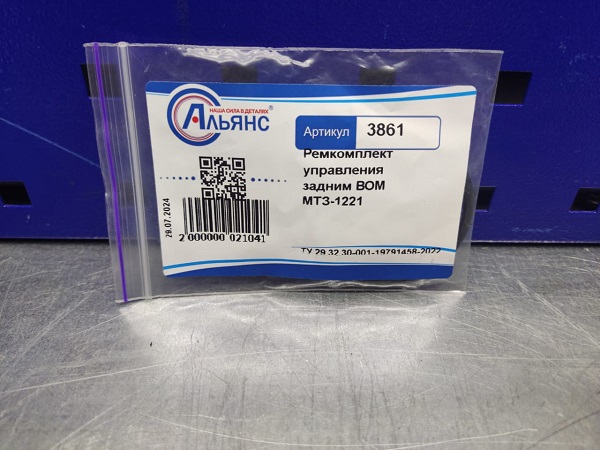 НАША СИЛА В ДЕТАЛЯХ
АЛЬЯНС®
Артикул 3861
Ремкомплект
управления
задним ВОМ
МТЗ-1221
29.07.2024
2 000000 021041
ТУ 29.32.30-001-19791458-2022